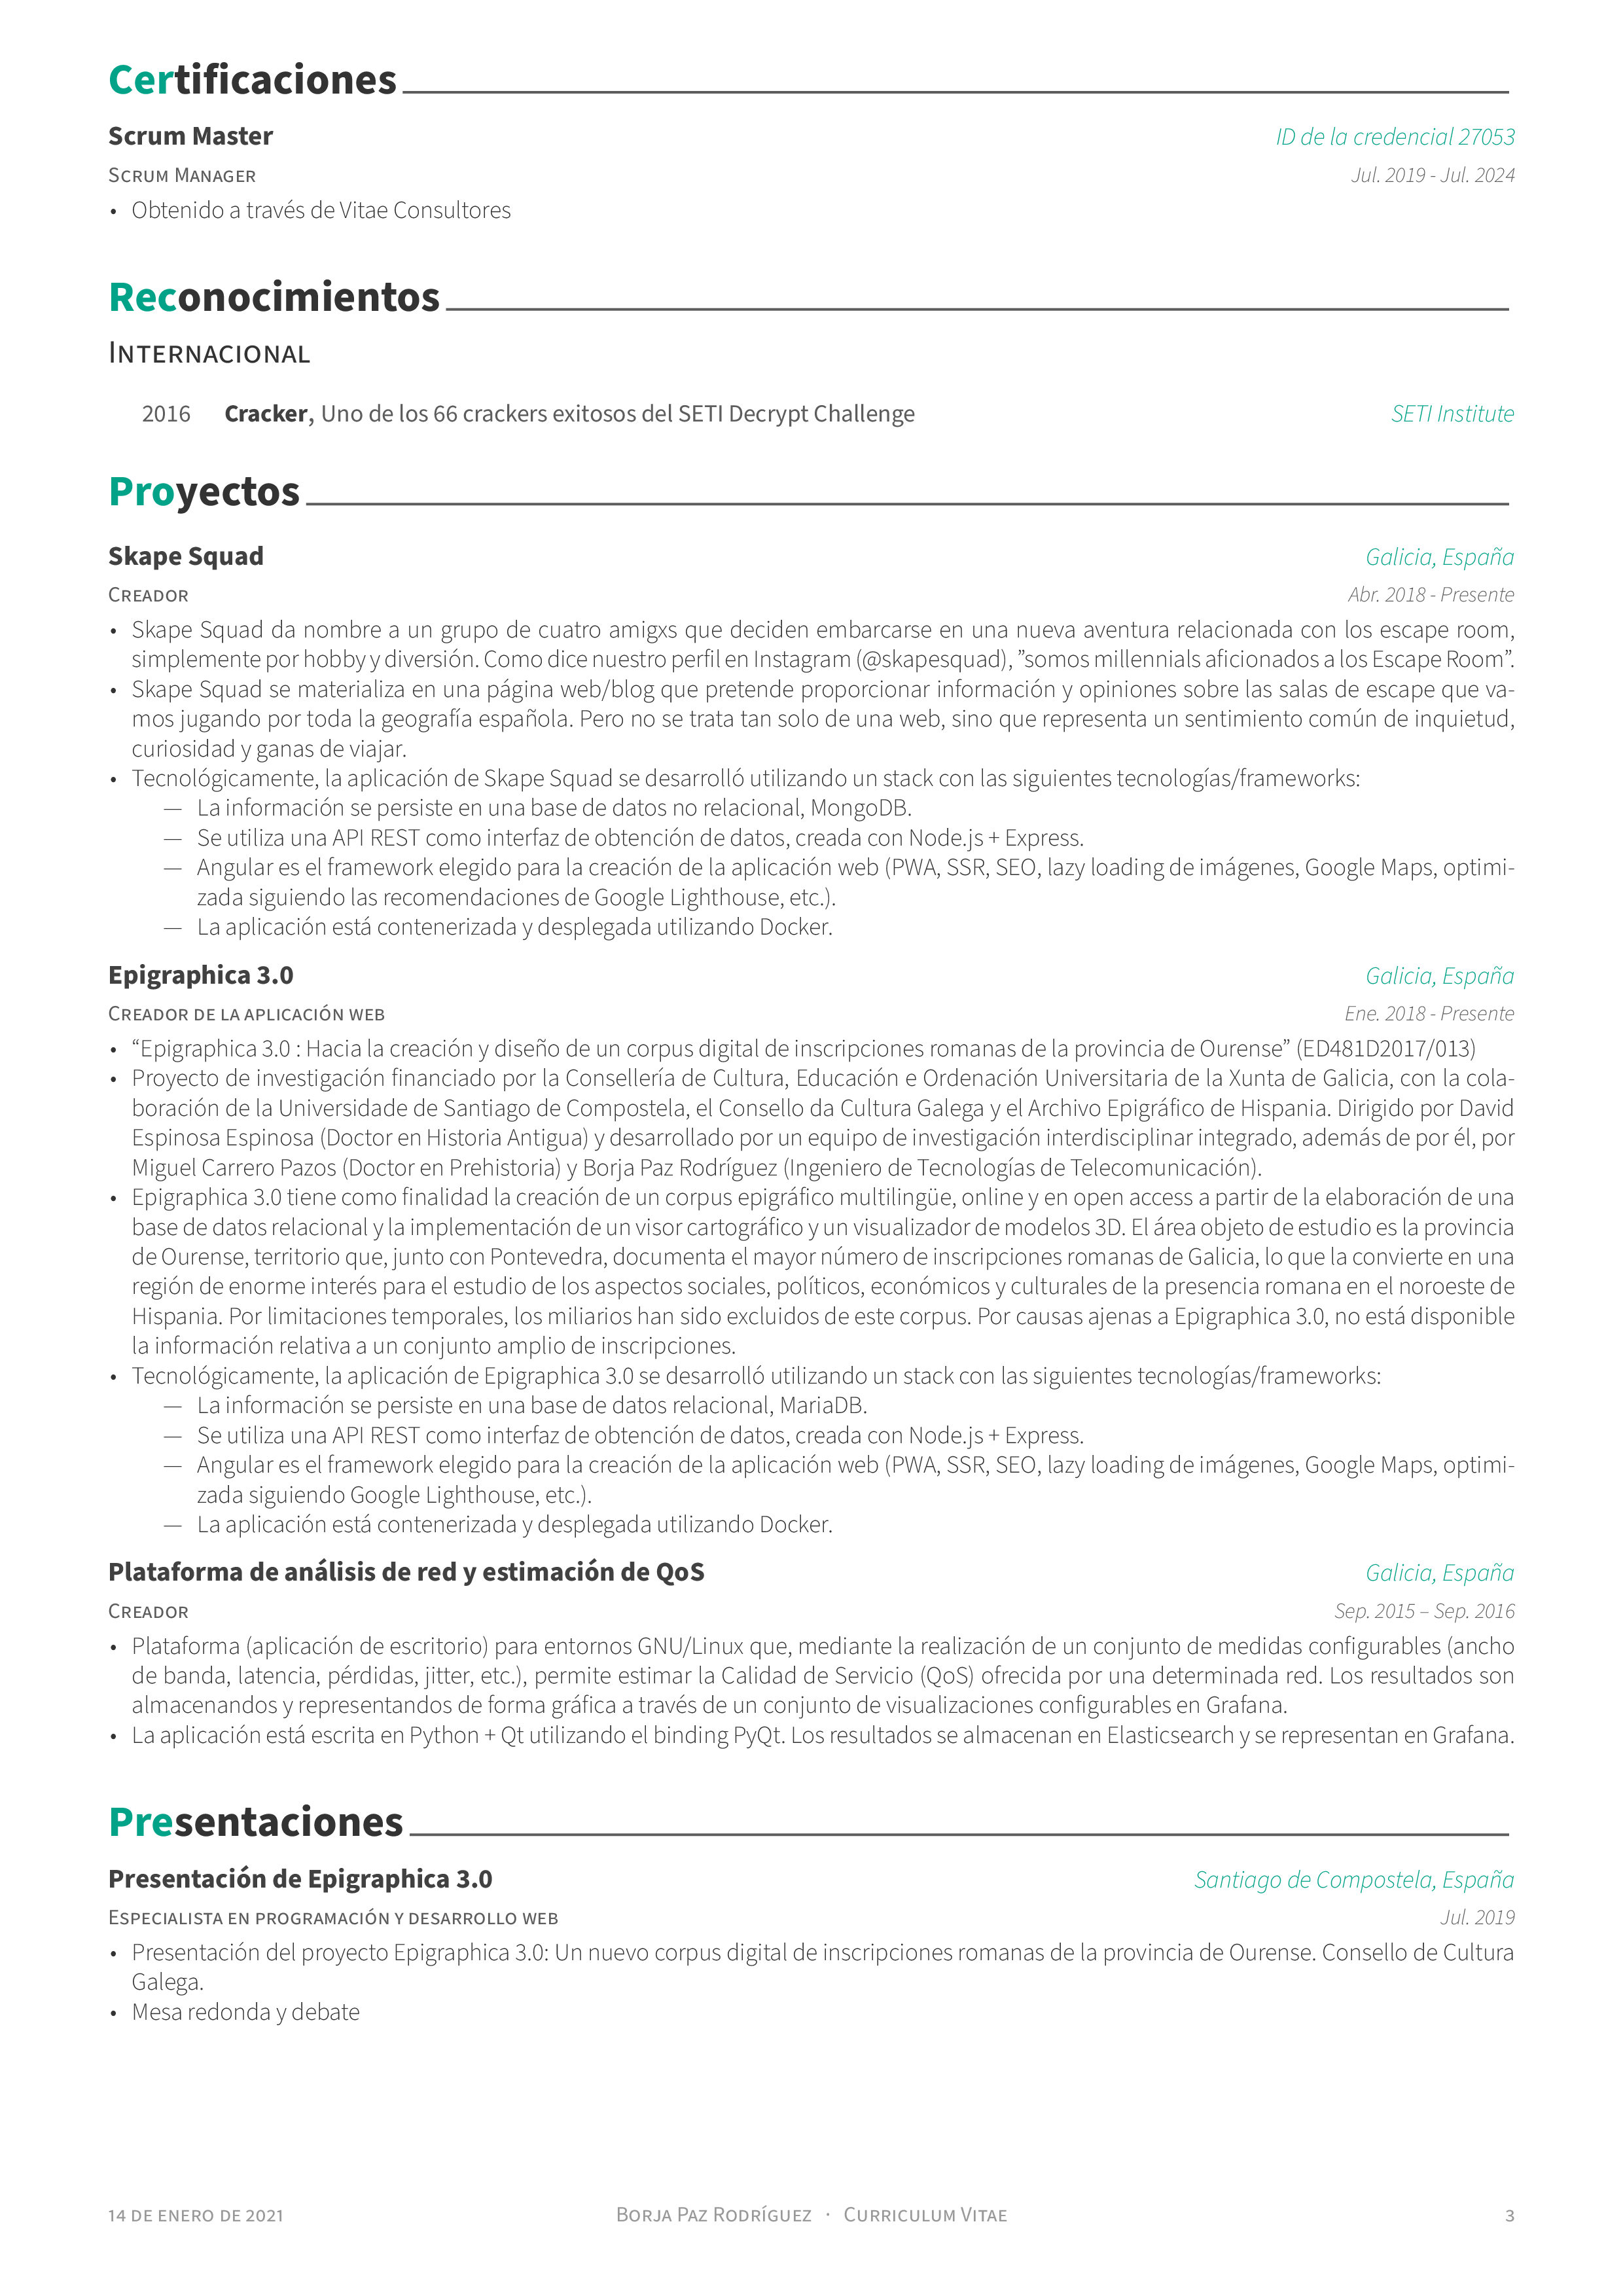 Certificaciones
Scrum Master ID de la credencial 27053
Scrum Manager Jul. 2019 - Jul. 2024
• Obtenido a través de Vitae Consultores
Reconocimientos
Internacional
2016 Cracker, Uno de los 66 crackers exitosos del SETI Decrypt Challenge SETI Institute
Proyectos
Skape Squad Galicia, España
Creador Abr. 2018 - Presente
• Skape Squad da nombre a un grupo de cuatro amigxs que deciden embarcarse en una nueva aventura relacionada con los escape room,
simplemente por hobby y diversión. Como dice nuestro perfil en Instagram (@skapesquad), ”somos millennials aficionados a los Escape Room”.
• Skape Squad se materializa en una página web/blog que pretende proporcionar información y opiniones sobre las salas de escape que va-
mos jugando por toda la geografía española. Pero no se trata tan solo de una web, sino que representa un sentimiento común de inquietud,
curiosidad y ganas de viajar.
• Tecnológicamente, la aplicación de Skape Squad se desarrolló utilizando un stack con las siguientes tecnologías/frameworks:
— La información se persiste en una base de datos no relacional, MongoDB.
— Se utiliza una API REST como interfaz de obtención de datos, creada con Node.js + Express.
— Angular es el framework elegido para la creación de la aplicación web (PWA, SSR, SEO, lazy loading de imágenes, Google Maps, optimi-
zada siguiendo las recomendaciones de Google Lighthouse, etc.).
— La aplicación está contenerizada y desplegada utilizando Docker.
Epigraphica 3.0 Galicia, España
Creador de la aplicación web Ene. 2018 - Presente
• “Epigraphica 3.0 : Hacia la creación y diseño de un corpus digital de inscripciones romanas de la provincia de Ourense” (ED481D2017/013)
• Proyecto de investigación financiado por la Consellería de Cultura, Educación e Ordenación Universitaria de la Xunta de Galicia, con la cola-
boración de la Universidade de Santiago de Compostela, el Consello da Cultura Galega y el Archivo Epigráfico de Hispania. Dirigido por David
Espinosa Espinosa (Doctor en Historia Antigua) y desarrollado por un equipo de investigación interdisciplinar integrado, además de por él, por
Miguel Carrero Pazos (Doctor en Prehistoria) y Borja Paz Rodríguez (Ingeniero de Tecnologías de Telecomunicación).
• Epigraphica 3.0 tiene como finalidad la creación de un corpus epigráfico multilingüe, online y en open access a partir de la elaboración de una
base de datos relacional y la implementación de un visor cartográfico y un visualizador de modelos 3D. El área objeto de estudio es la provincia
de Ourense, territorio que, junto con Pontevedra, documenta el mayor número de inscripciones romanas de Galicia, lo que la convierte en una
región de enorme interés para el estudio de los aspectos sociales, políticos, económicos y culturales de la presencia romana en el noroeste de
Hispania. Por limitaciones temporales, los miliarios han sido excluidos de este corpus. Por causas ajenas a Epigraphica 3.0, no está disponible
la información relativa a un conjunto amplio de inscripciones.
• Tecnológicamente, la aplicación de Epigraphica 3.0 se desarrolló utilizando un stack con las siguientes tecnologías/frameworks:
— La información se persiste en una base de datos relacional, MariaDB.
— Se utiliza una API REST como interfaz de obtención de datos, creada con Node.js + Express.
— Angular es el framework elegido para la creación de la aplicación web (PWA, SSR, SEO, lazy loading de imágenes, Google Maps, optimi-
zada siguiendo Google Lighthouse, etc.).
— La aplicación está contenerizada y desplegada utilizando Docker.
Plataforma de análisis de red y estimación de QoS Galicia, España
Creador Sep. 2015 – Sep. 2016
• Plataforma (aplicación de escritorio) para entornos GNU/Linux que, mediante la realización de un conjunto de medidas configurables (ancho
de banda, latencia, pérdidas, jitter, etc.), permite estimar la Calidad de Servicio (QoS) ofrecida por una determinada red. Los resultados son
almacenandos y representandos de forma gráfica a través de un conjunto de visualizaciones configurables en Grafana.
• La aplicación está escrita en Python + Qt utilizando el binding PyQt. Los resultados se almacenan en Elasticsearch y se representan en Grafana.
Presentaciones
Presentación de Epigraphica 3.0 Santiago de Compostela, España
Especialista en programación y desarrollo web Jul. 2019
• Presentación del proyecto Epigraphica 3.0: Un nuevo corpus digital de inscripciones romanas de la provincia de Ourense. Consello de Cultura
Galega.
• Mesa redonda y debate
14 de enero de 2021 Borja Paz Rodríguez · Curriculum Vitae 3